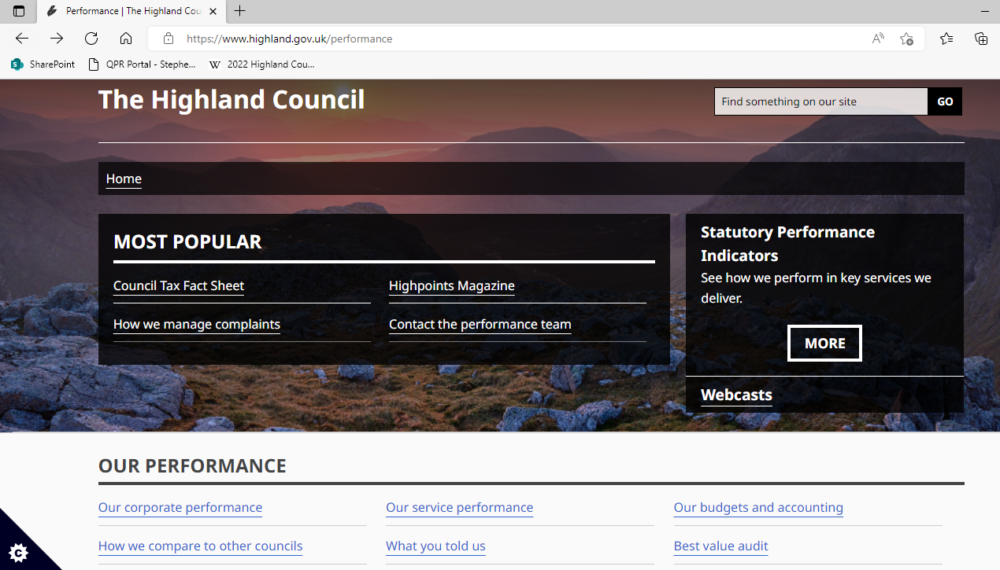 Performance | The Highland Cou
https://www.highland.gov.uk/performance
SharePoint
QPR Portal - Stephe...
2022 Highland Cou...
The Highland Council
Find something on our site
GO
Home
MOST POPULAR
Council Tax Fact Sheet
Highpoints Magazine
How we manage complaints
Contact the performance team
Statutory Performance
Indicators
See how we perform in key services we
deliver.
MORE
Webcasts
OUR PERFORMANCE
Our corporate performance
Our service performance
Our budgets and accounting
How we compare to other councils
What you told us
Best value audit